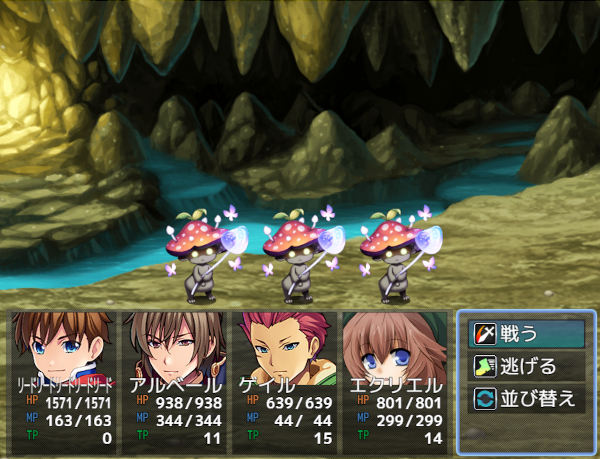 リードリードリードリードリード
HP 1571/1571
MP 163/163
TP 0
アルベール
HP 938/938
MP 344/344
TP 11
ゲイル
HP 639/639
MP 44/ 44
TP 15
エクリエル
HP 801/801
MP 299/299
TP 14
戦う
逃げる
並び替え